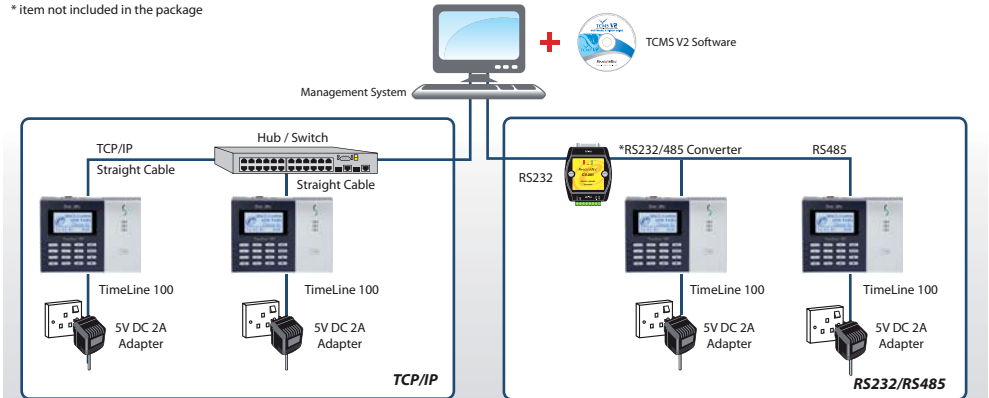 * item not included in the package
TCMS V2
TCMS V2 Software
Management System
Hub / Switch
TCP/IP
Straight Cable
Straight Cable
*RS232/485 Converter
RS485
RS232
TimeLine 100
TimeLine 100
TimeLine 100
TimeLine 100
5V DC 2A
Adapter
5V DC 2A
Adapter
5V DC 2A
Adapter
5V DC 2A
Adapter
TCP/IP
RS232/RS485